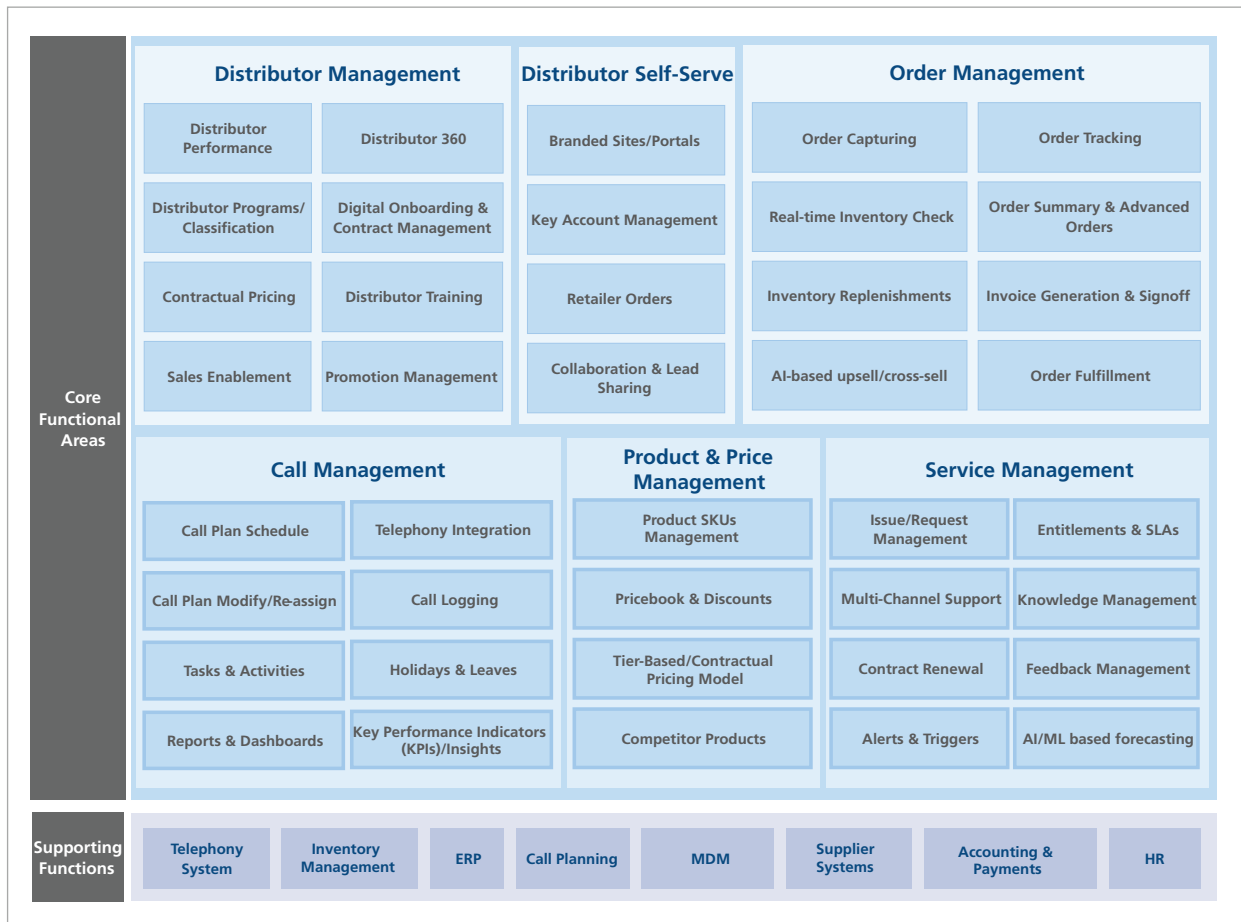 Core
Functional
Areas
Distributor Management
Distributor
Performance
Distributor 360
Distributor Programs/
Classification
Digital Onboarding &
Contract Management
Contractual Pricing
Distributor Training
Sales Enablement
Promotion Management
Distributor Self-Serve
Branded Sites/Portals
Key Account Management
Retailer Orders
Collaboration & Lead
Sharing
Order Management
Order Capturing
Order Tracking
Real-time Inventory Check
Order Summary & Advanced
Orders
Inventory Replenishments
Invoice Generation & Signoff
AI-based upsell/cross-sell
Order Fulfillment
Call Management
Call Plan Schedule
Telephony Integration
Call Plan Modify/Re-assign
Call Logging
Tasks & Activities
Holidays & Leaves
Reports & Dashboards
Key Performance Indicators
(KPIs)/Insights
Product & Price
Management
Product SKUs
Management
Pricebook & Discounts
Tier-Based/Contractual
Pricing Model
Competitor Products
Service Management
Issue/Request
Management
Entitlements & SLAs
Multi-Channel Support
Knowledge Management
Contract Renewal
Feedback Management
Alerts & Triggers
AI/ML based forecasting
Supporting
Functions
Telephony
System
Inventory
Management
ERP
Call Planning
MDM
Supplier
Systems
Accounting &
Payments
HR